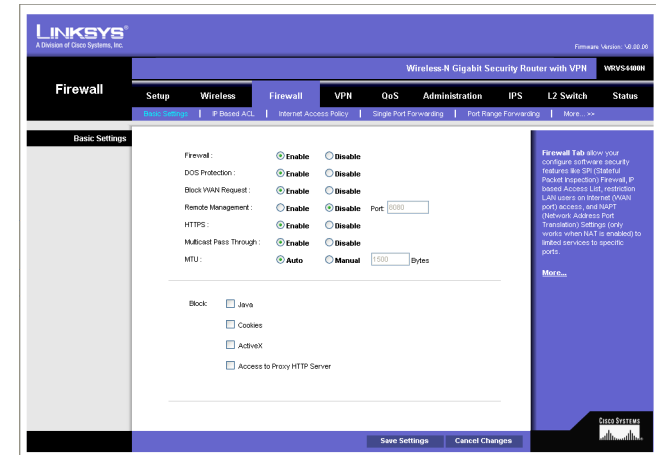 LINKSYS®
A Division of Cisco Systems, Inc.
Firmware Version: V0.00.06
Wireless-N Gigabit Security Router with VPN WRVS4400N
Firewall
Setup Wireless Firewall VPN QoS Administration IPS L2 Switch Status
Basic Settings | IP Based ACL | Internet Access Policy | Single Port Forwarding | Port Range Forwarding | More... >>
Basic Settings
Firewall : Enable Disable
DOS Protection : Enable Disable
Block WAN Request : Enable Disable
Remote Management : Enable Disable Port: 8080
HTTPS : Enable Disable
Multicast Pass Through : Enable Disable
MTU : Auto Manual 1500 Bytes
Block: Java
Cookies
ActiveX
Access to Proxy HTTP Server
Firewall Tab allow your
configure software security
features like SPI (Stateful
Packet Inspection) Firewall, IP
based Access List, restriction
LAN users on Internet (WAN
port) access, and NAPT
(Network Address Port
Translation) Settings (only
works when NAT is enabled) to
limited services to specific
ports.
More...
Save Settings Cancel Changes
CISCO SYSTEMS